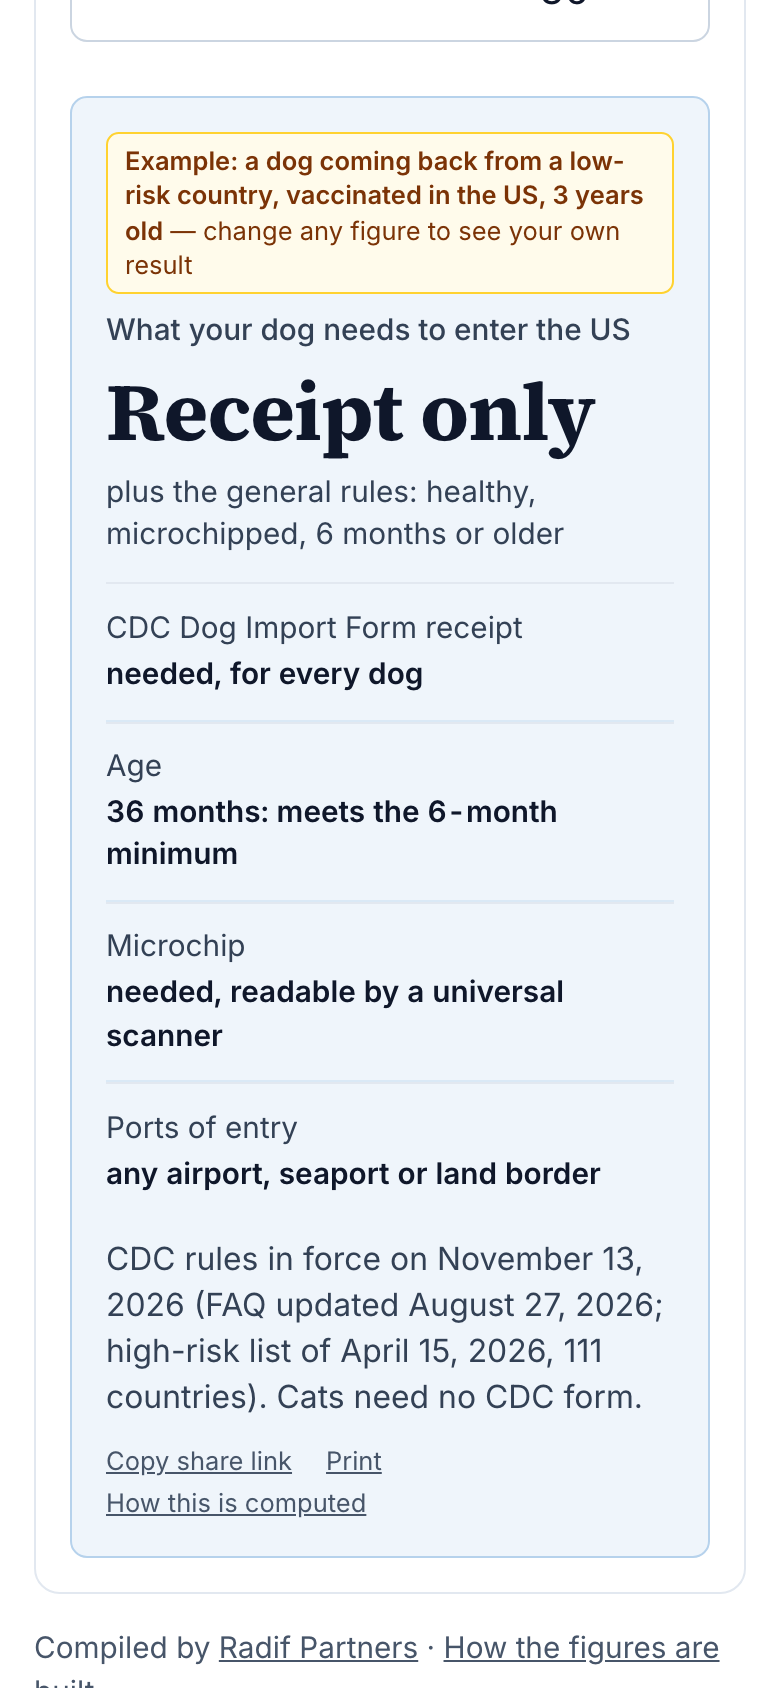 Example: a dog coming back from a low-
risk country, vaccinated in the US, 3 years
old — change any figure to see your own
result
What your dog needs to enter the US
Receipt only
plus the general rules: healthy,
microchipped, 6 months or older
CDC Dog Import Form receipt
needed, for every dog
Age
36 months: meets the 6-month
minimum
Microchip
needed, readable by a universal
scanner
Ports of entry
any airport, seaport or land border
CDC rules in force on November 13,
2026 (FAQ updated August 27, 2026;
high-risk list of April 15, 2026, 111
countries). Cats need no CDC form.
Copy share link Print
How this is computed
Compiled by Radif Partners · How the figures are
built